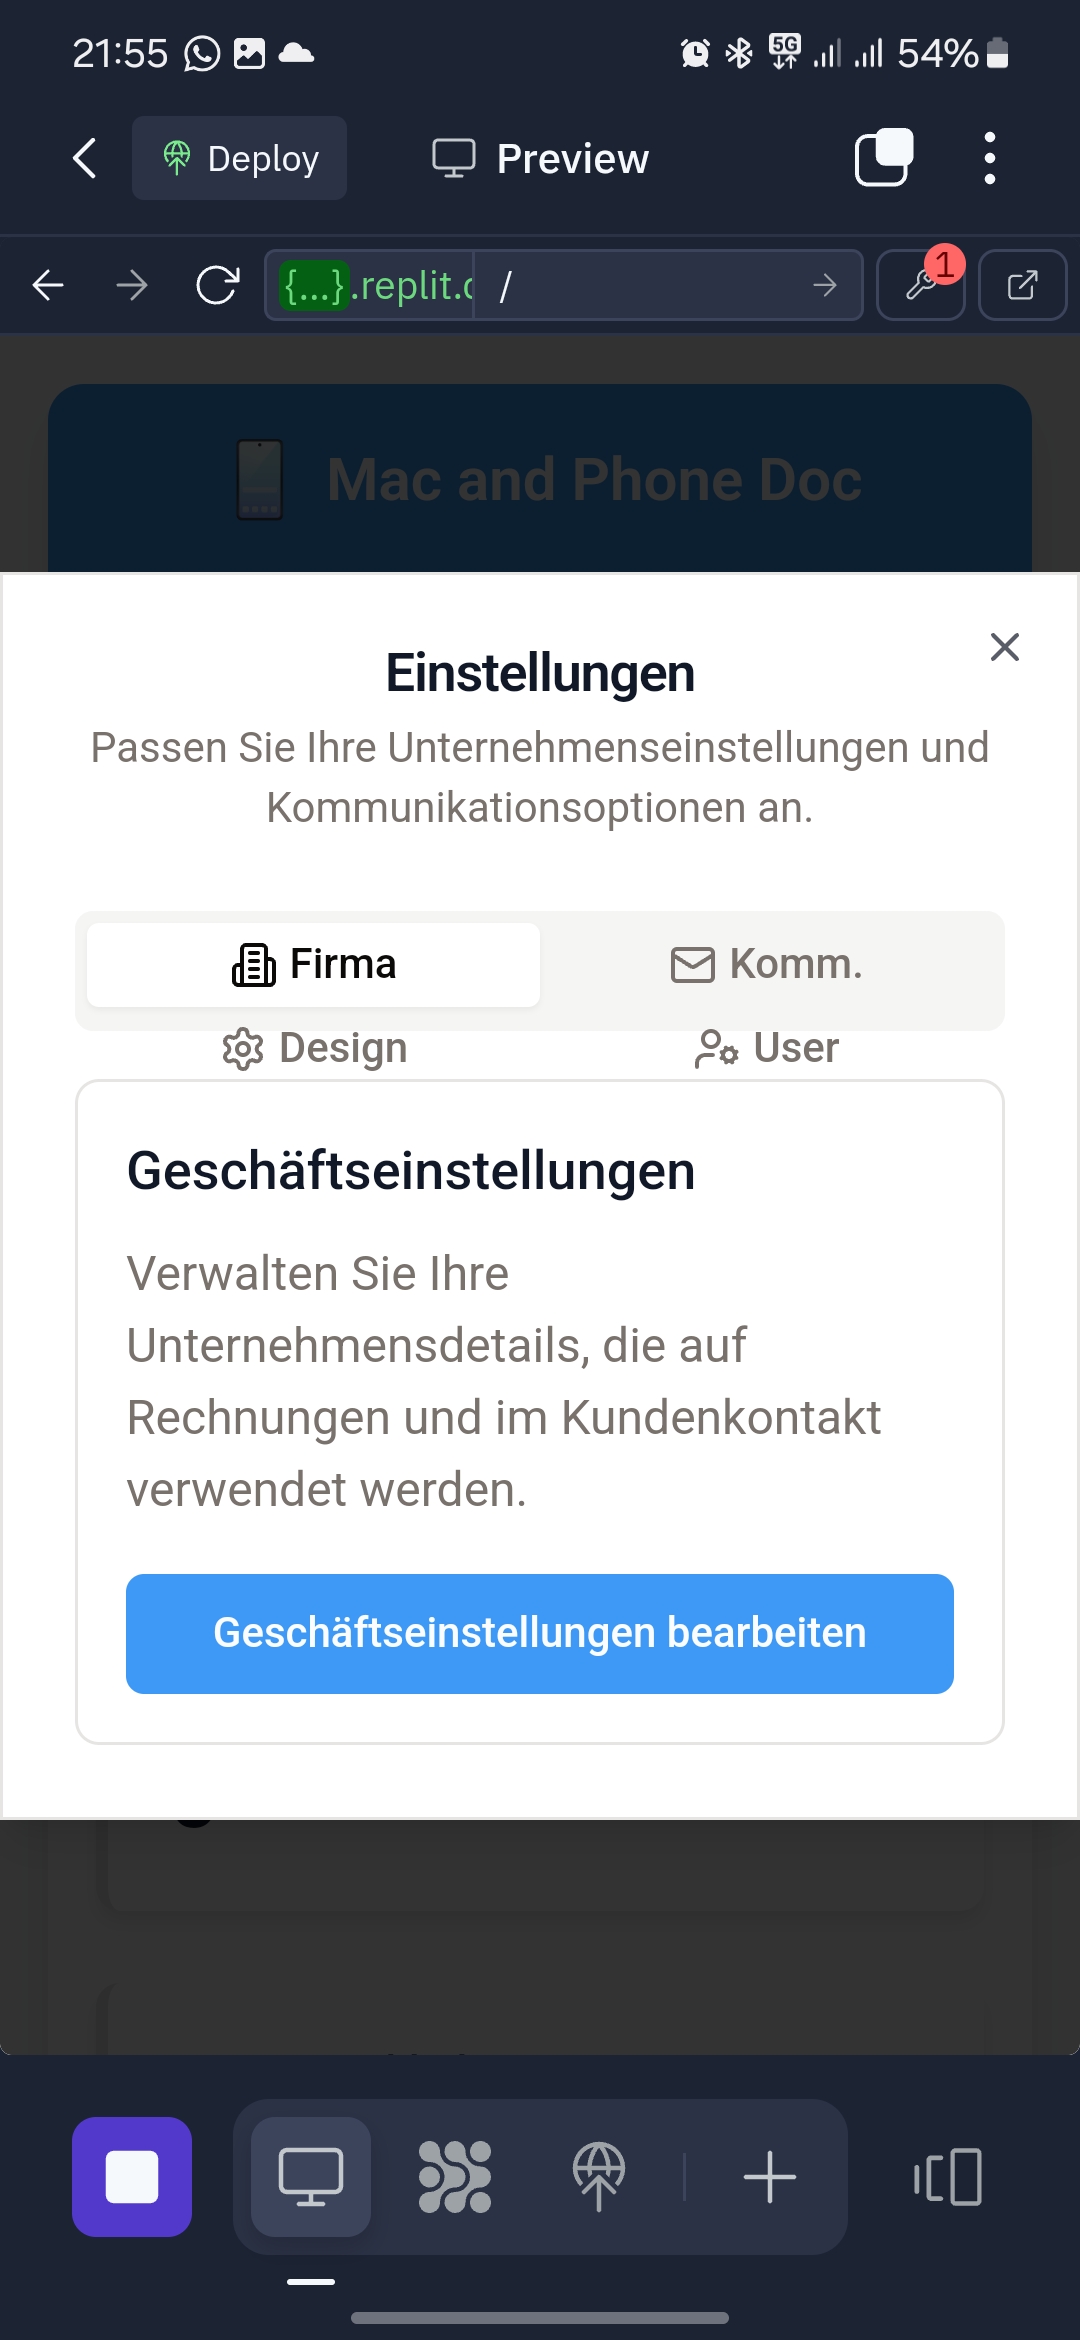 21:55 5G 54%
Deploy Preview
{...}.replit.c / 1
Mac and Phone Doc
Einstellungen
Passen Sie Ihre Unternehmenseinstellungen und
Kommunikationsoptionen an.
Firma Komm.
Design User
Geschäftseinstellungen
Verwalten Sie Ihre
Unternehmensdetails, die auf
Rechnungen und im Kundenkontakt
verwendet werden.
Geschäftseinstellungen bearbeiten